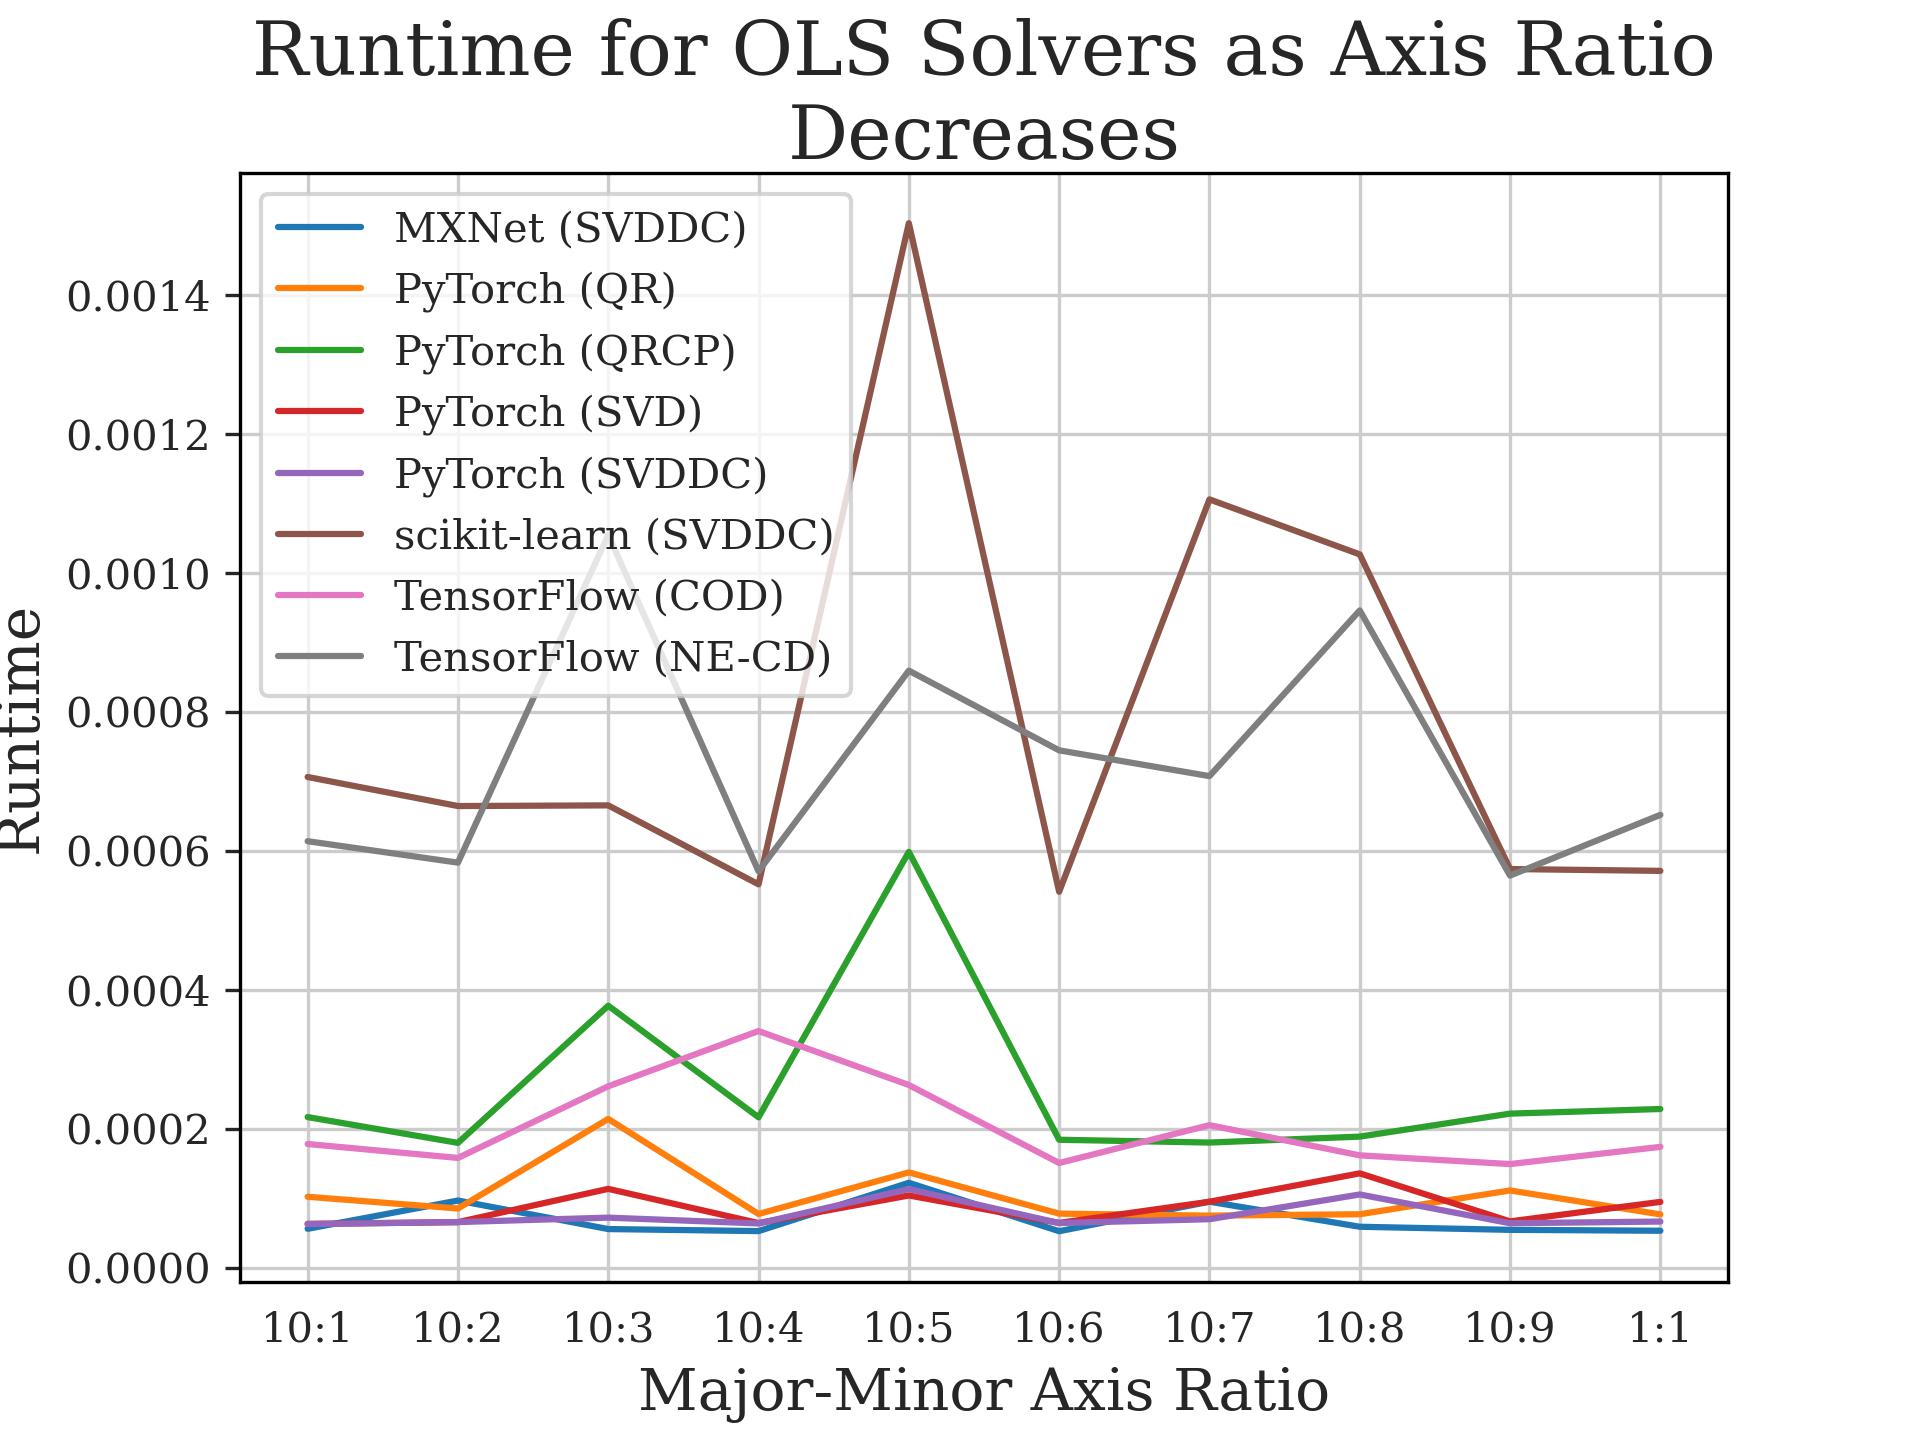 Runtime for OLS Solvers as Axis Ratio
Decreases
MXNet (SVDDC)
PyTorch (QR)
PyTorch (QRCP)
PyTorch (SVD)
PyTorch (SVDDC)
scikit-learn (SVDDC)
TensorFlow (COD)
TensorFlow (NE-CD)
Runtime
0.0014
0.0012
0.0010
0.0008
0.0006
0.0004
0.0002
0.0000
10:1 10:2 10:3 10:4 10:5 10:6 10:7 10:8 10:9 1:1
Major-Minor Axis Ratio